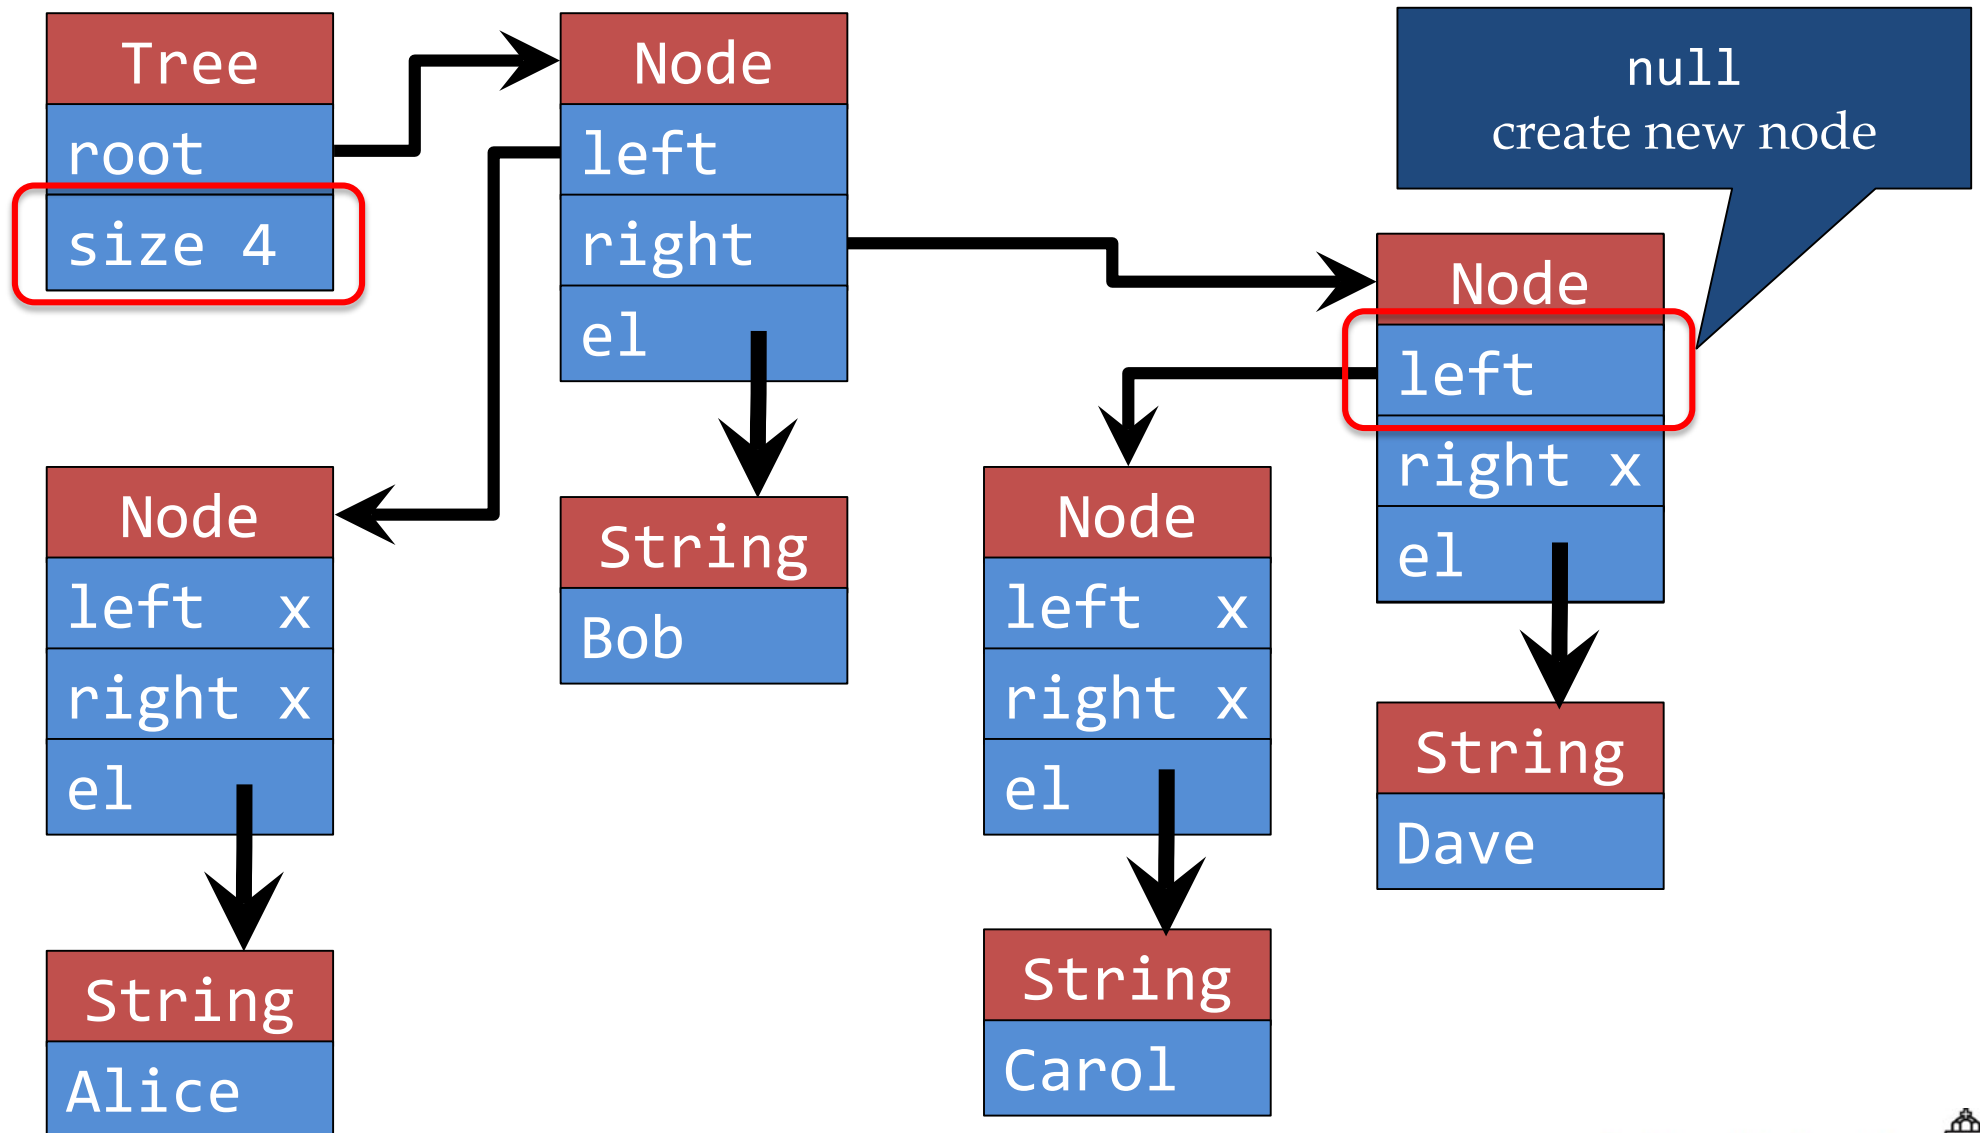 Tree
root
size 4
Node
left
right
el
null
create new node
Node
left
right x
el
Node
left x
right x
el
String
Bob
Node
left x
right x
el
String
Dave
String
Alice
String
Carol